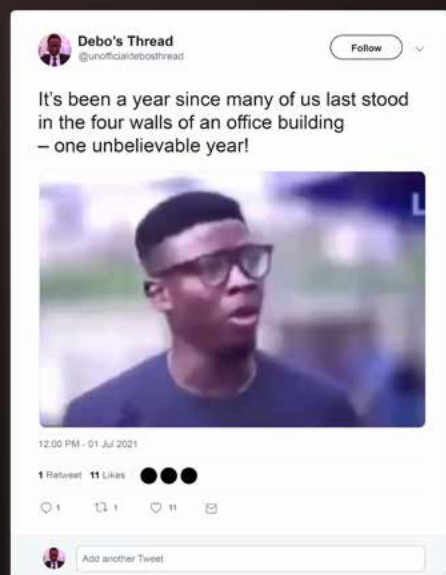 Debo's Thread
@unofficialdebosthread
Follow
It's been a year since many of us last stood
in the four walls of an office building
– one unbelievable year!
L
12:00 PM - 01 Jul 2021
1 Retweet 11 Likes
1 1 11
Add another Tweet